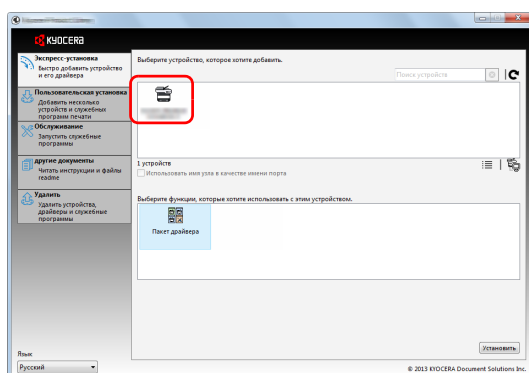 KYOCERA
Экспресс-установка
Быстро добавить устройство
и его драйвера
Пользовательская установка
Добавить несколько
устройств и служебных
программ печати
Обслуживание
Запустить служебные
программы
другие документы
Читать инструкции и файлы
readme
Удалить
Удалить устройства,
драйверы и служебные
программы
Язык
Русский
Выберите устройство, которое хотите добавить.
Поиск устройств
1 устройств
Использовать имя узла в качестве имени порта
Выберите функции, которые хотите использовать с этим устройством.
Пакет драйвера
Установить
© 2013 KYOCERA Document Solutions Inc.